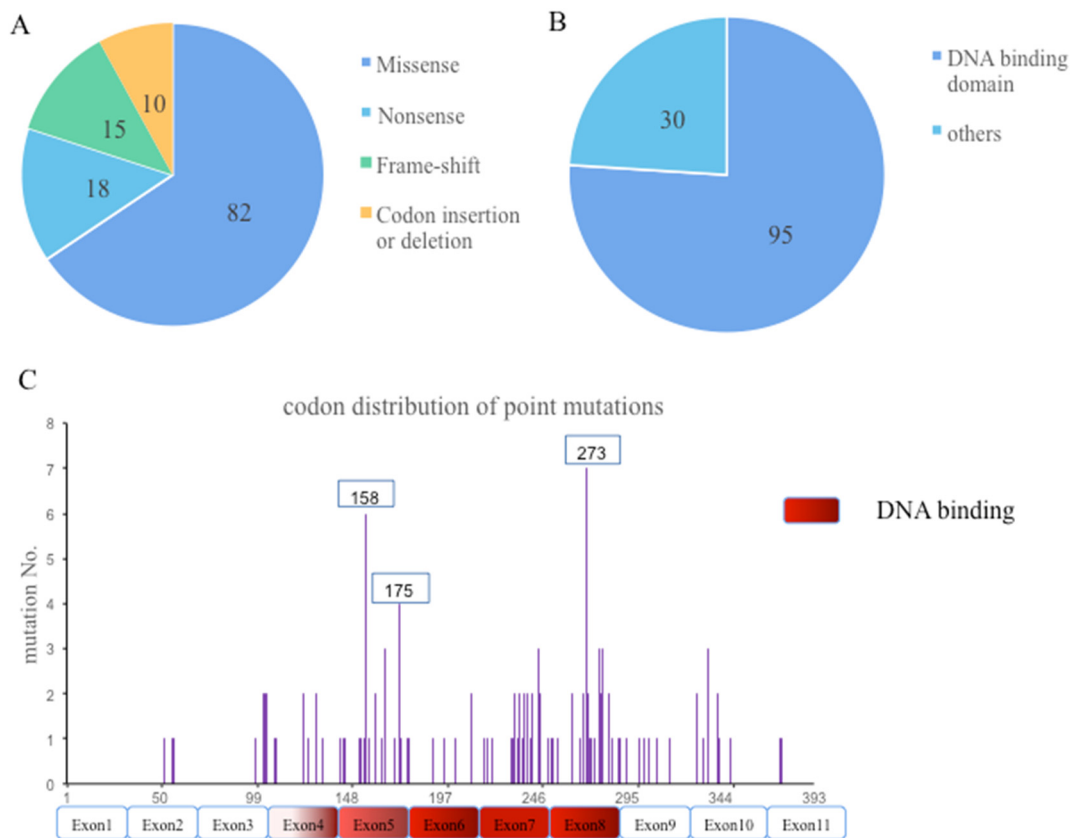 A
10
15
18
82
Missense
Nonsense
Frame-shift
Codon insertion
or deletion
B
30
95
DNA binding
domain
others
C
codon distribution of point mutations
mutation No.
8
7
6
5
4
3
2
1
0
158
175
273
DNA binding
1 50 99 148 197 246 295 344 393
Exon1 Exon2 Exon3 Exon4 Exon5 Exon6 Exon7 Exon8 Exon9 Exon10 Exon11